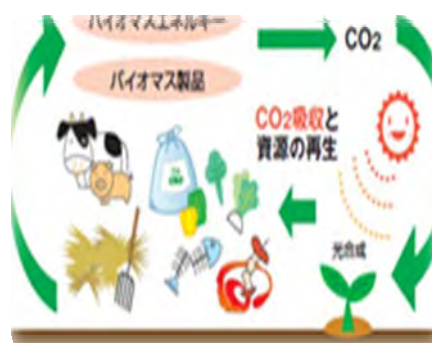 バイオマスエネルギー
CO2
バイオマス製品
CO2吸収と
資源の再生
光合成